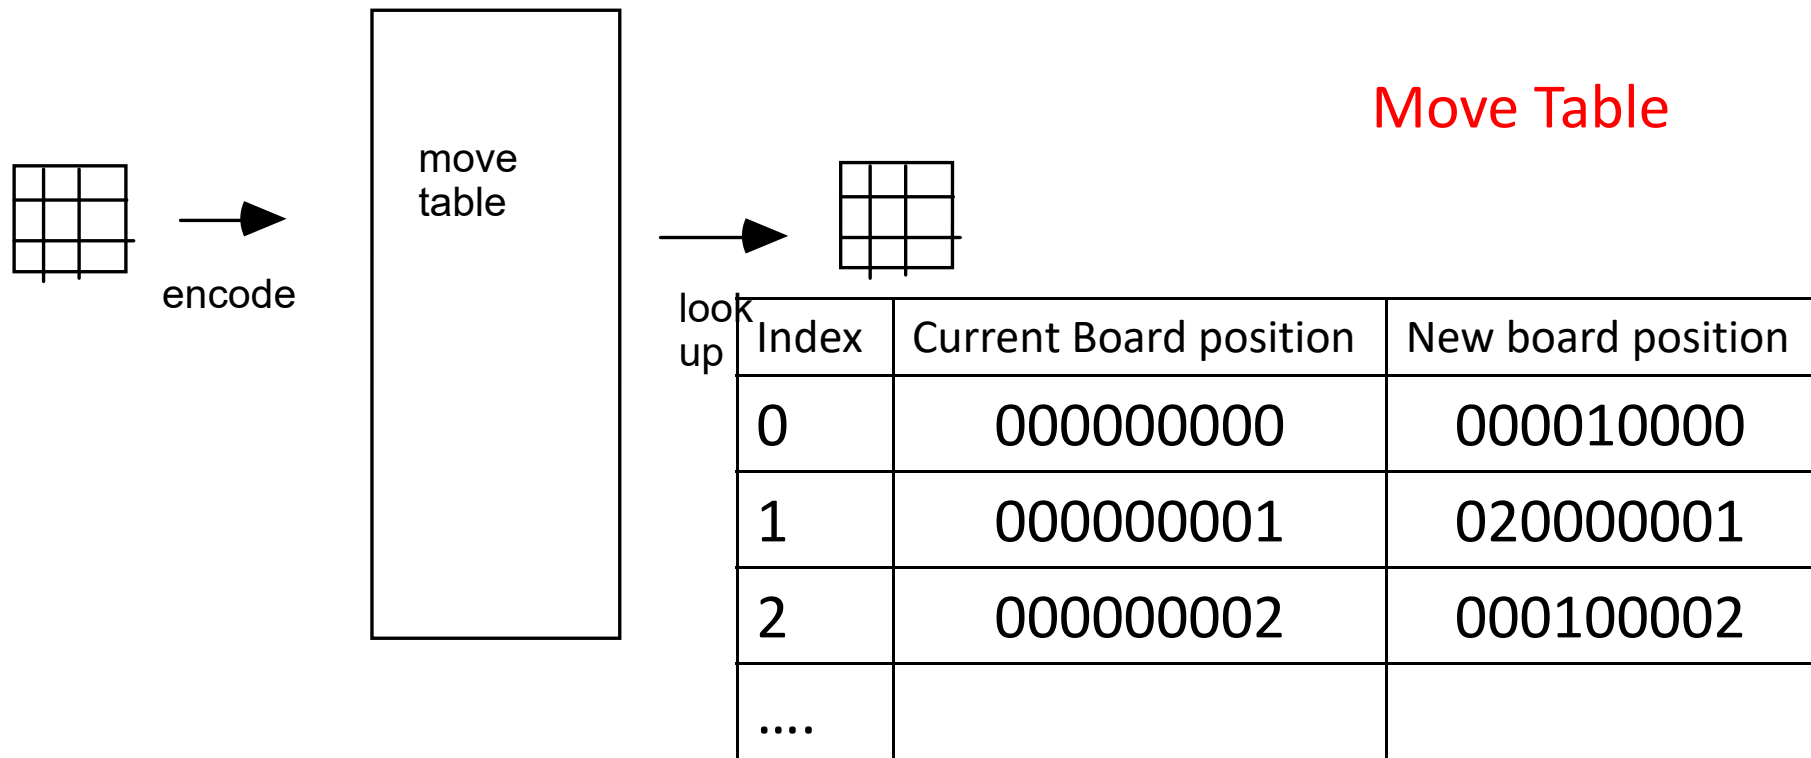 Move Table
move
table
encode
look
up
Index Current Board position New board position
0 000000000 000010000
1 000000001 020000001
2 000000002 000100002
....